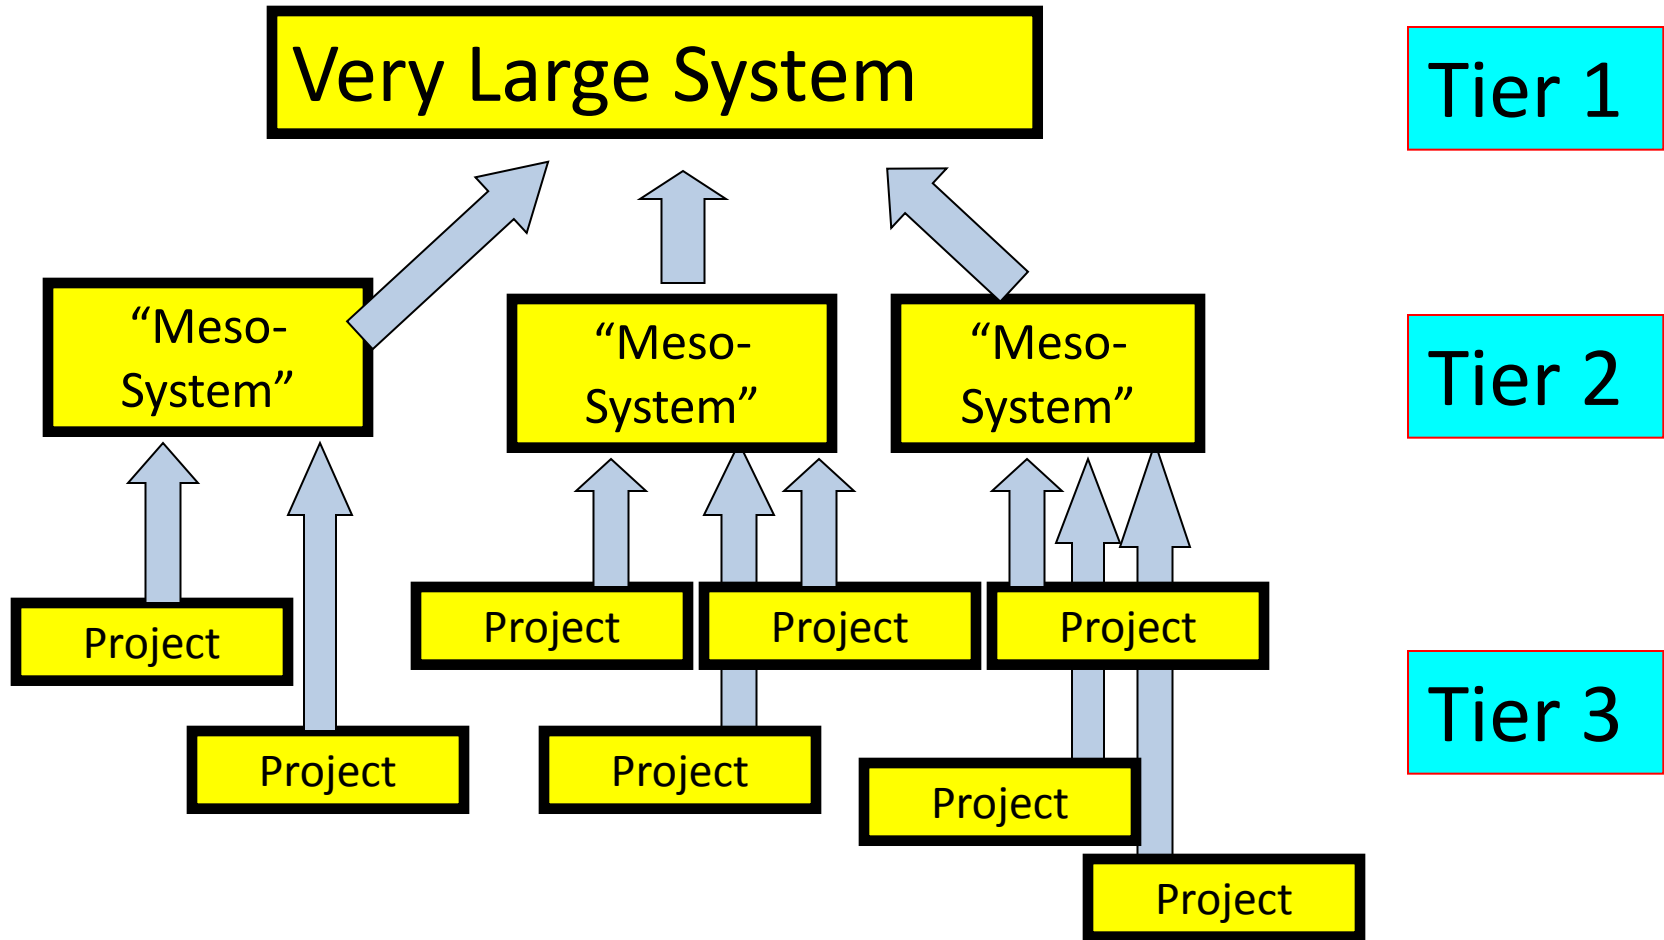 Very Large System
Tier 1
“Meso-
System”
“Meso-
System”
“Meso-
System”
Tier 2
Project
Project
Project
Project
Project
Project
Project
Project
Tier 3